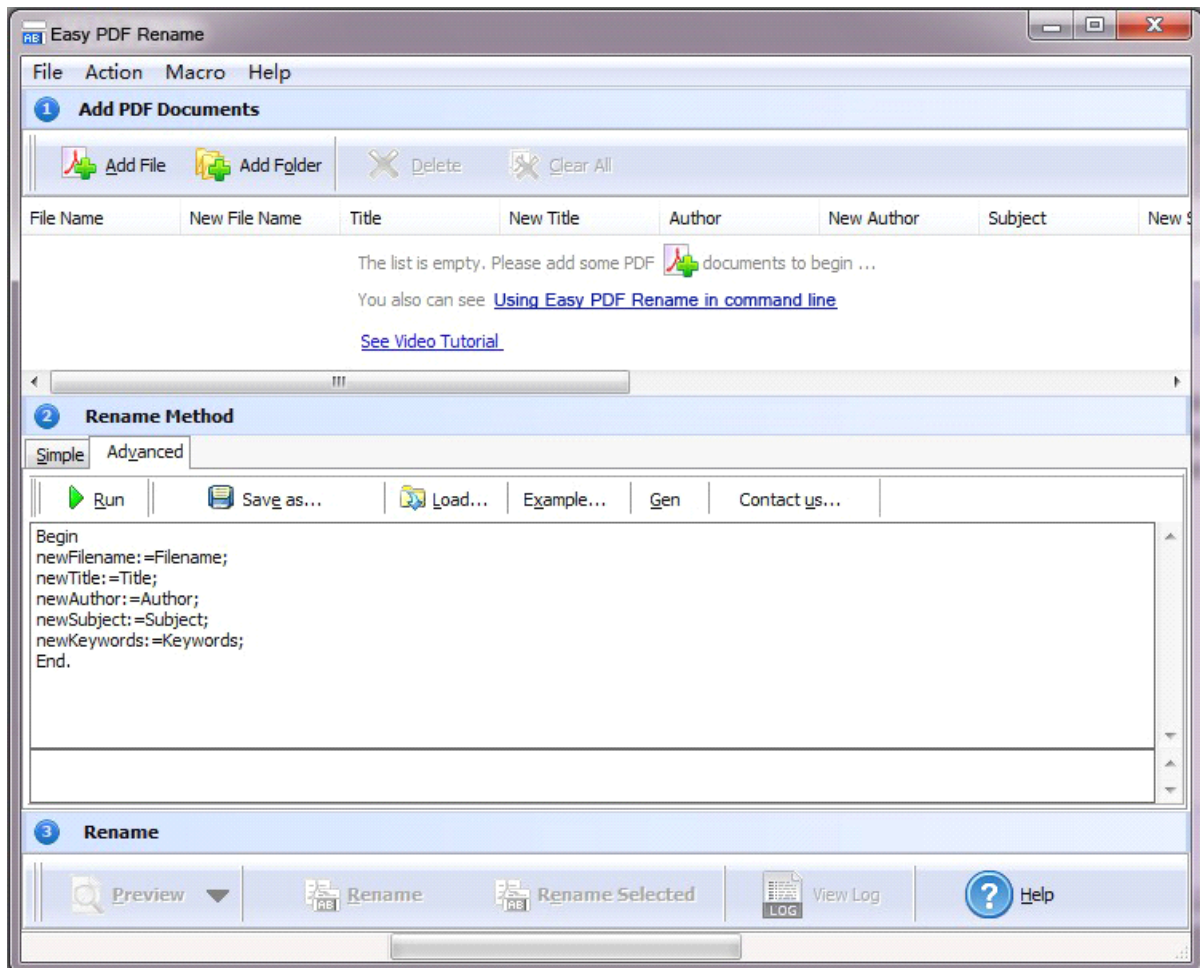 Easy PDF Rename
File Action Macro Help
1 Add PDF Documents
Add File Add Folder Delete Clear All
File Name New File Name Title New Title Author New Author Subject New
The list is empty. Please add some PDF documents to begin ...
You also can see Using Easy PDF Rename in command line
See Video Tutorial
2 Rename Method
Simple Advanced
Run Save as... Load... Example... Gen Contact us...
Begin
newFilename:=Filename;
newTitle:=Title;
newAuthor:=Author;
newSubject:=Subject;
newKeywords:=Keywords;
End.
3 Rename
Preview Rename Rename Selected LOG View Log ? Help